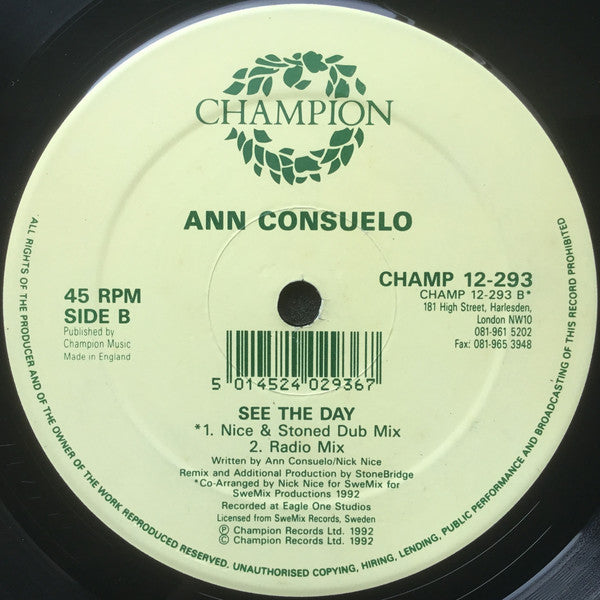 CHAMPION
ANN CONSUELO
45 RPM
SIDE B
Published by
Champion Music
Made in England
CHAMP 12-293
CHAMP 12-293 B*
181 High Street, Harlesden,
London NW10
081-961 5202
Fax: 081-965 3948
5 014524 029367
SEE THE DAY
*1. Nice & Stoned Dub Mix
2. Radio Mix
Written by Ann Consuelo/Nick Nice
Remix and Additional Production by StoneBridge
*Co-Arranged by Nick Nice for SweMix for
SweMix Productions 1992
Recorded at Eagle One Studios
Licensed from SweMix Records, Sweden
Ⓟ Champion Records Ltd. 1992
© Champion Records Ltd. 1992
ALL RIGHTS OF THE PRODUCER AND OF THE OWNER OF THE WORK REPRODUCED RESERVED. UNAUTHORISED COPYING, HIRING, LENDING, PUBLIC PERFORMANCE AND BROADCASTING OF THIS RECORD PROHIBITED